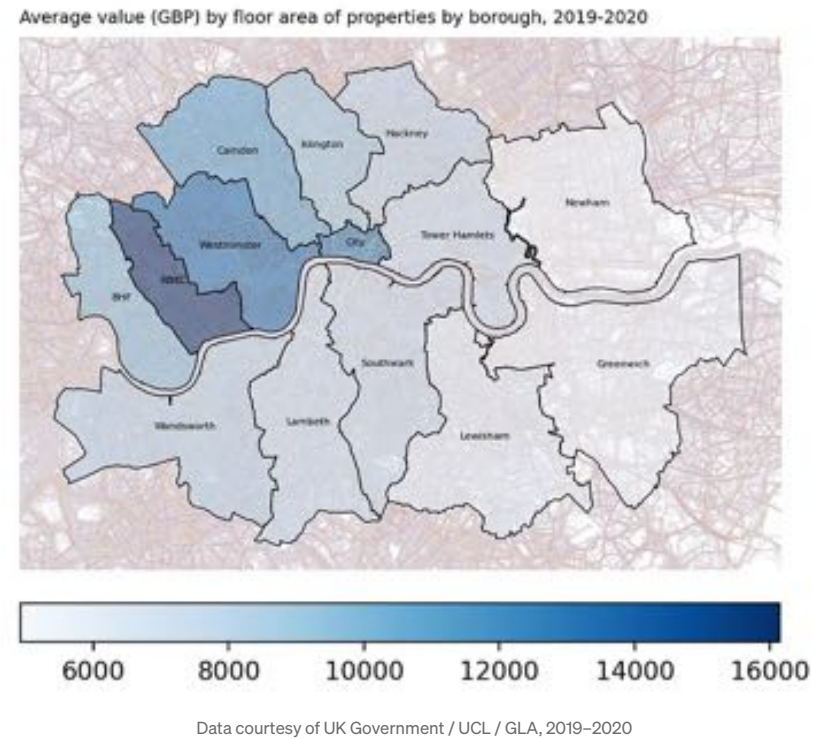 Average value (GBP) by floor area of properties by borough, 2019-2020
Hackney
Camden
Islington
Newham
Westminster
City
Tower Hamlets
RBKC
BHF
Southwark
Greenwich
Wandsworth
Lambeth
Lewisham
6000 8000 10000 12000 14000 16000
Data courtesy of UK Government / UCL / GLA, 2019–2020